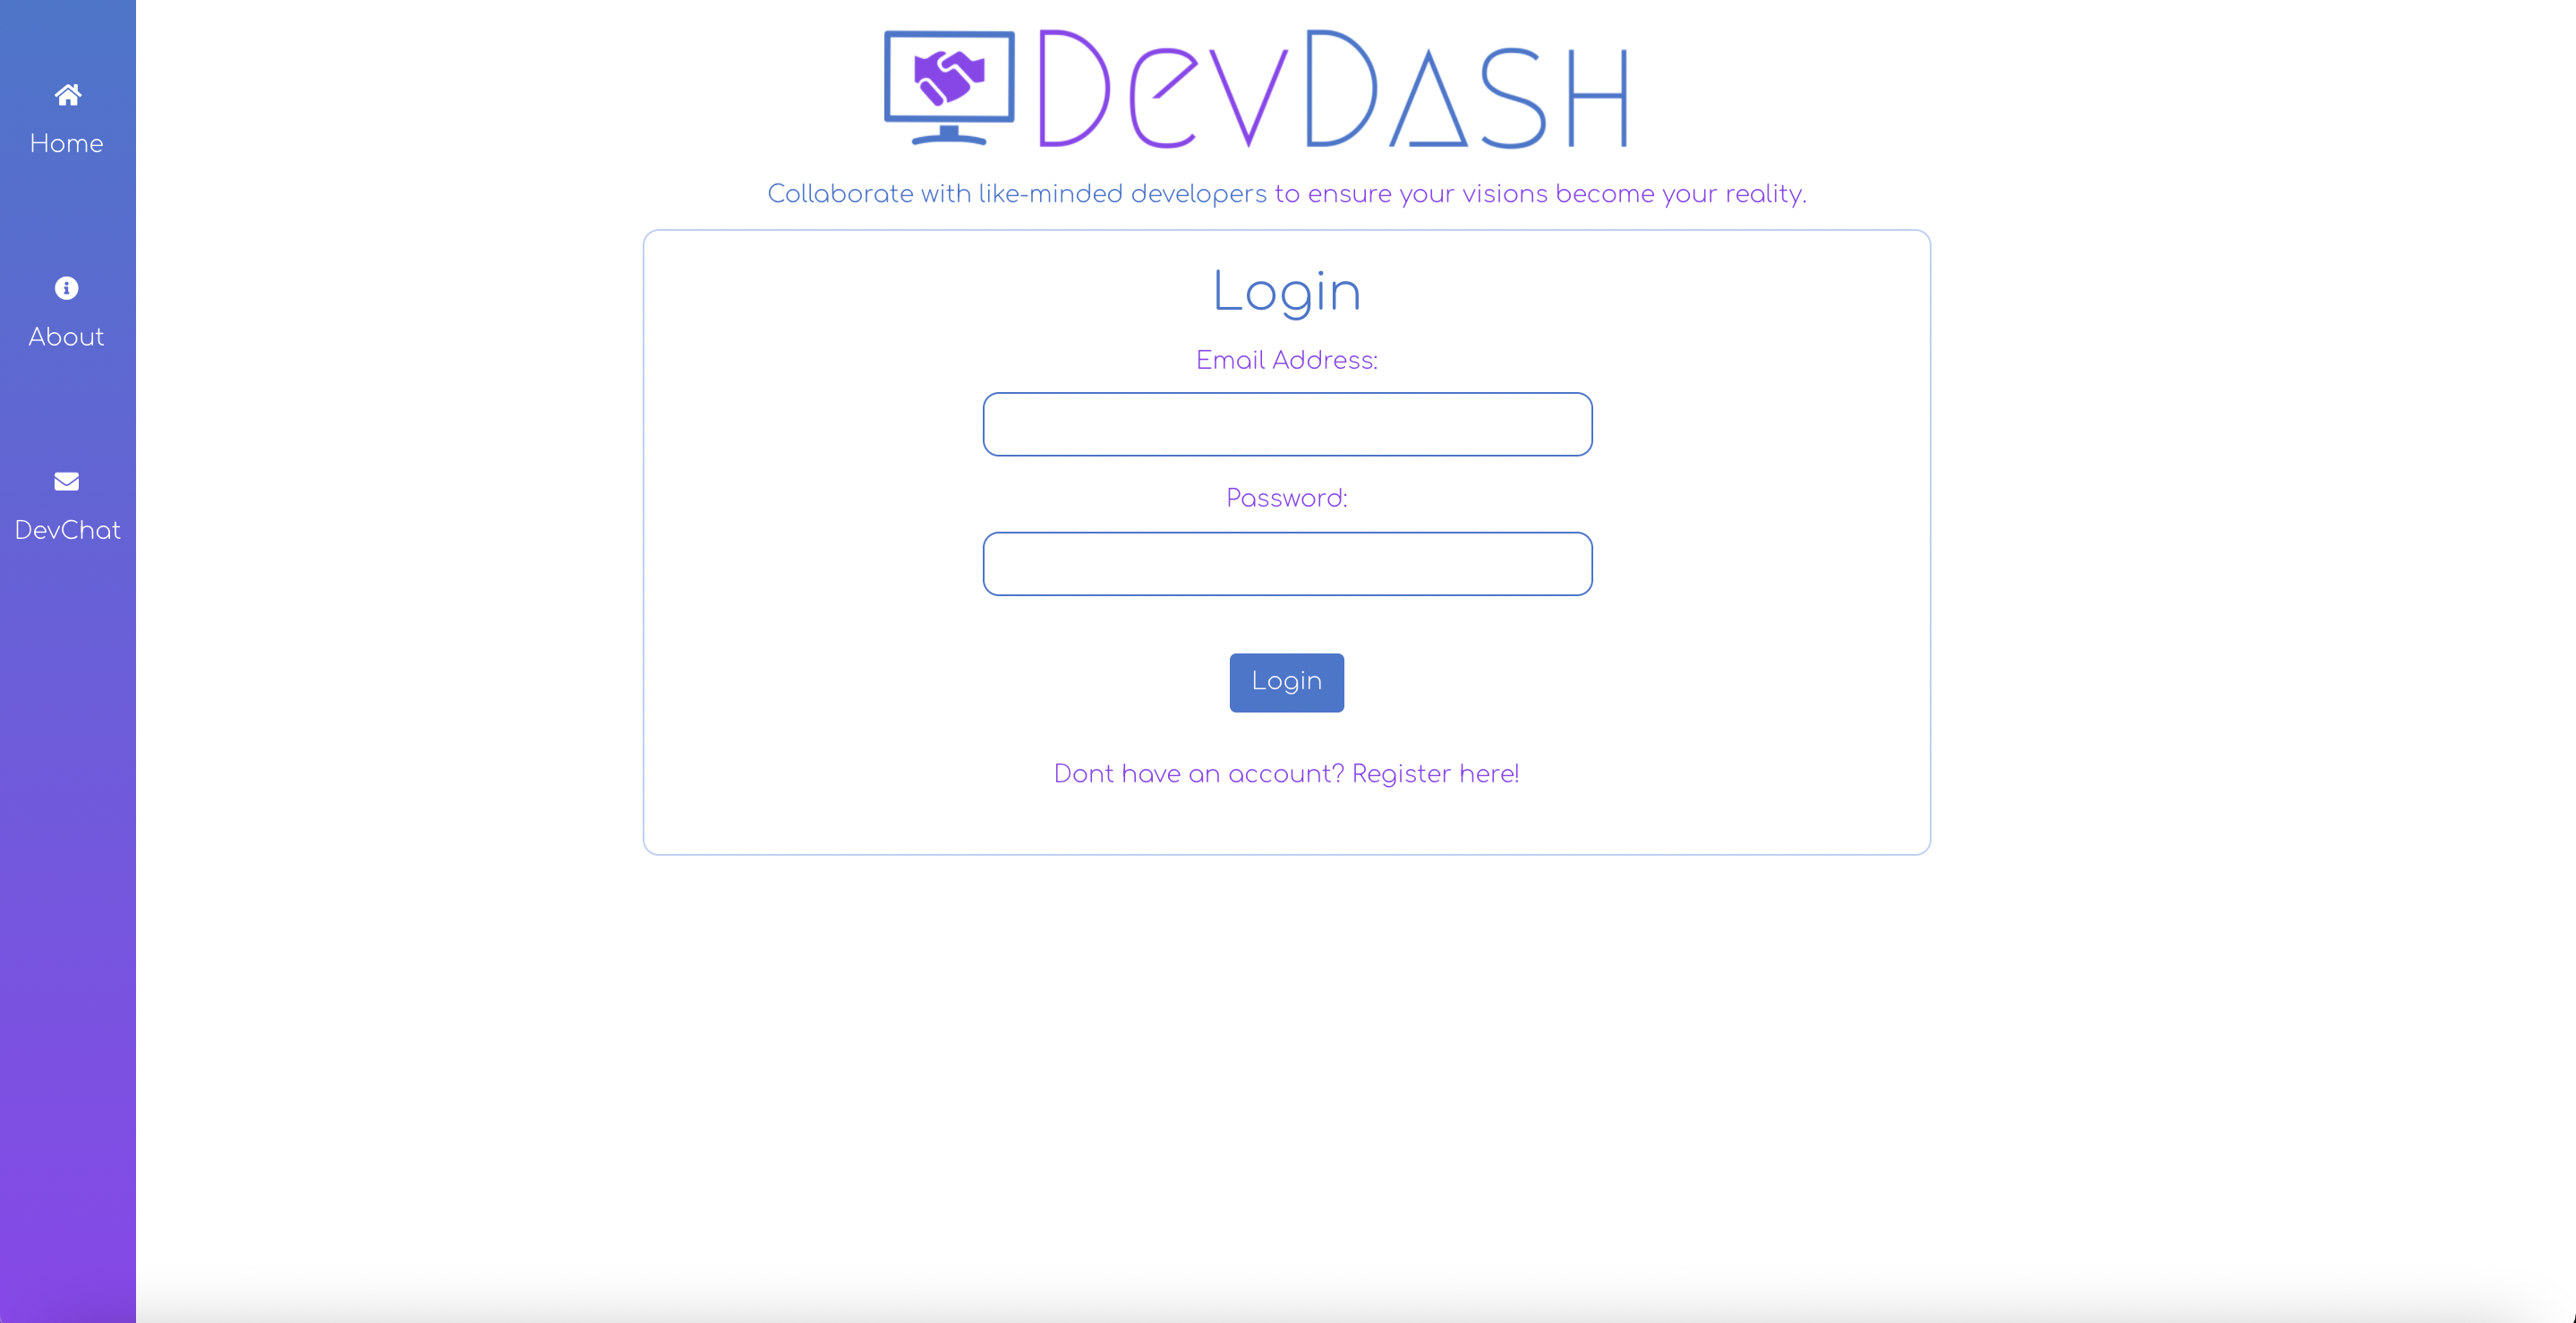 Home
About
DevChat
DevDASH
Collaborate with like-minded developers to ensure your visions become your reality.
Login
Email Address:
Password:
Login
Dont have an account? Register here!